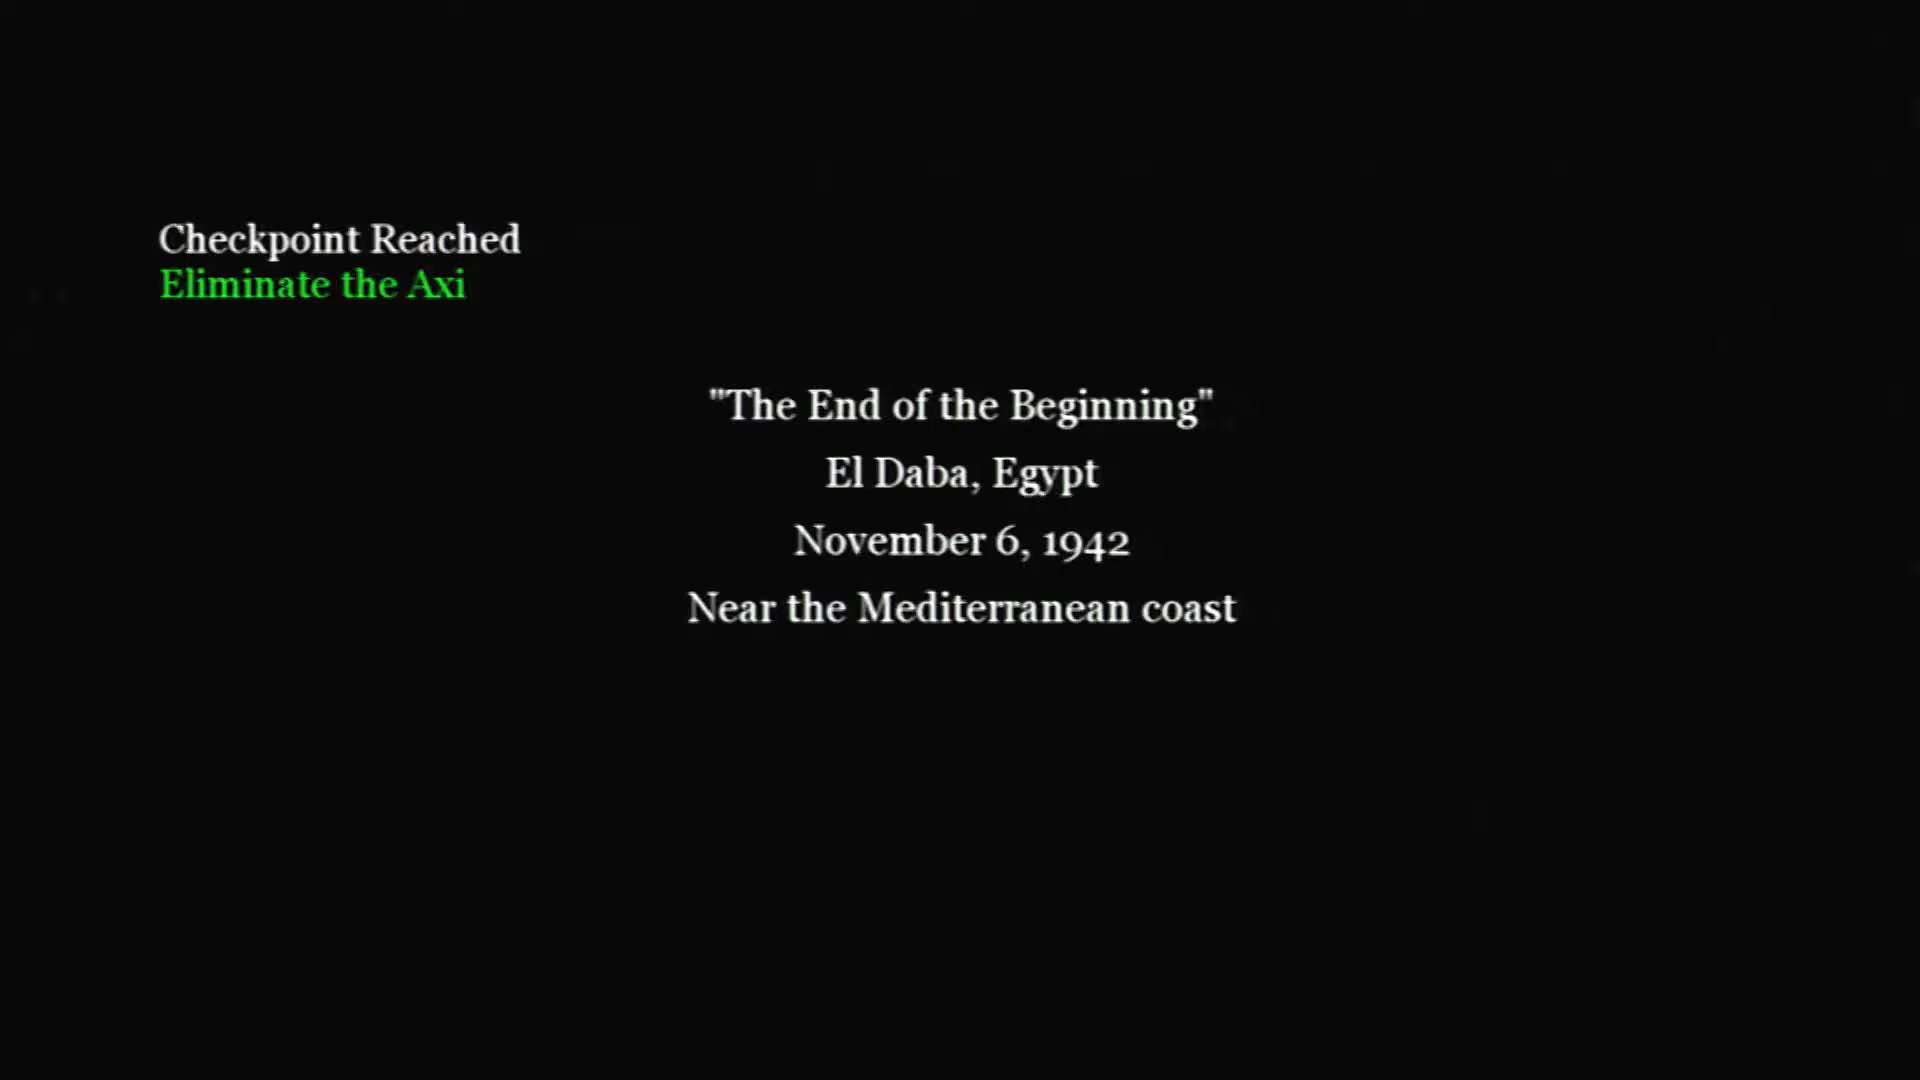 Checkpoint Reached
Eliminate the Axi
"The End of the Beginning"
El Daba, Egypt
November 6, 1942
Near the Mediterranean coast